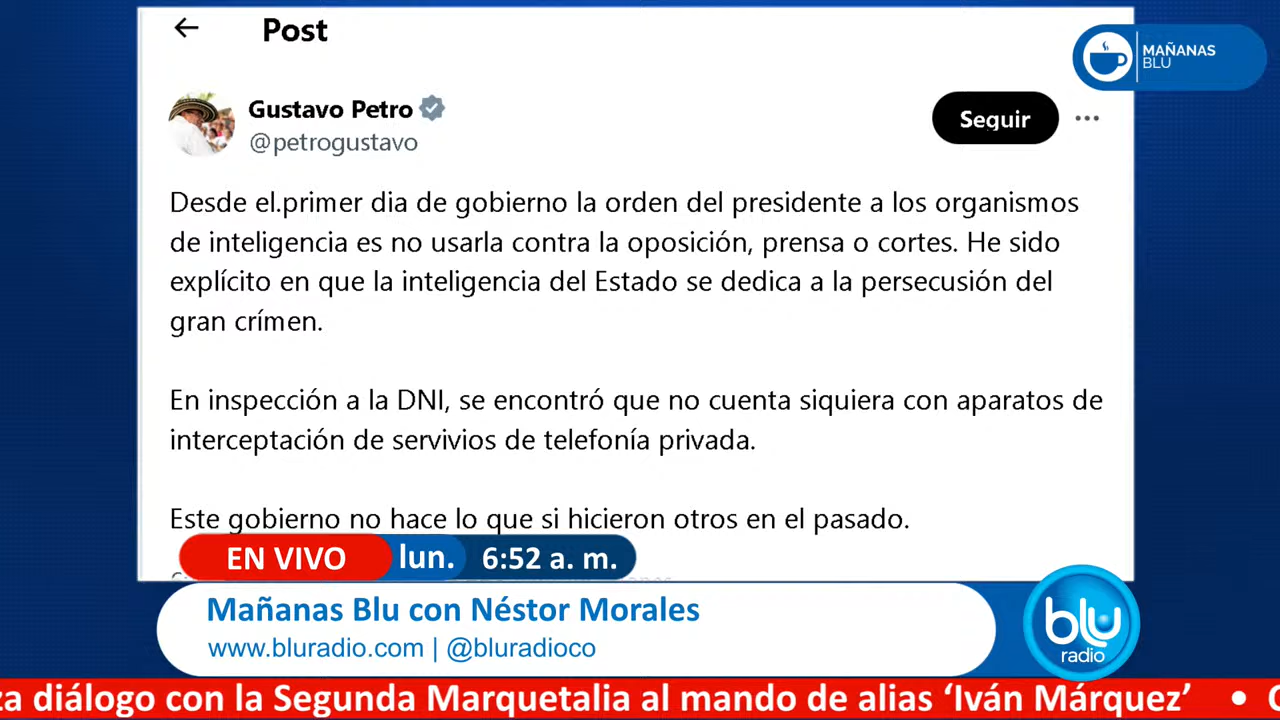 Post
MAÑANAS
BLU
Gustavo Petro
@petrogustavo
Seguir
Desde el.primer dia de gobierno la orden del presidente a los organismos
de inteligencia es no usarla contra la oposición, prensa o cortes. He sido
explícito en que la inteligencia del Estado se dedica a la persecusión del
gran crímen.
En inspección a la DNI, se encontró que no cuenta siquiera con aparatos de
interceptación de servivios de telefonía privada.
Este gobierno no hace lo que si hicieron otros en el pasado.
EN VIVO lun. 6:52 a. m.
Mañanas Blu con Néstor Morales
www.bluradio.com | @bluradioco
blu
radio
za diálogo con la Segunda Marquetalia al mando de alias ‘Iván Márquez’ •